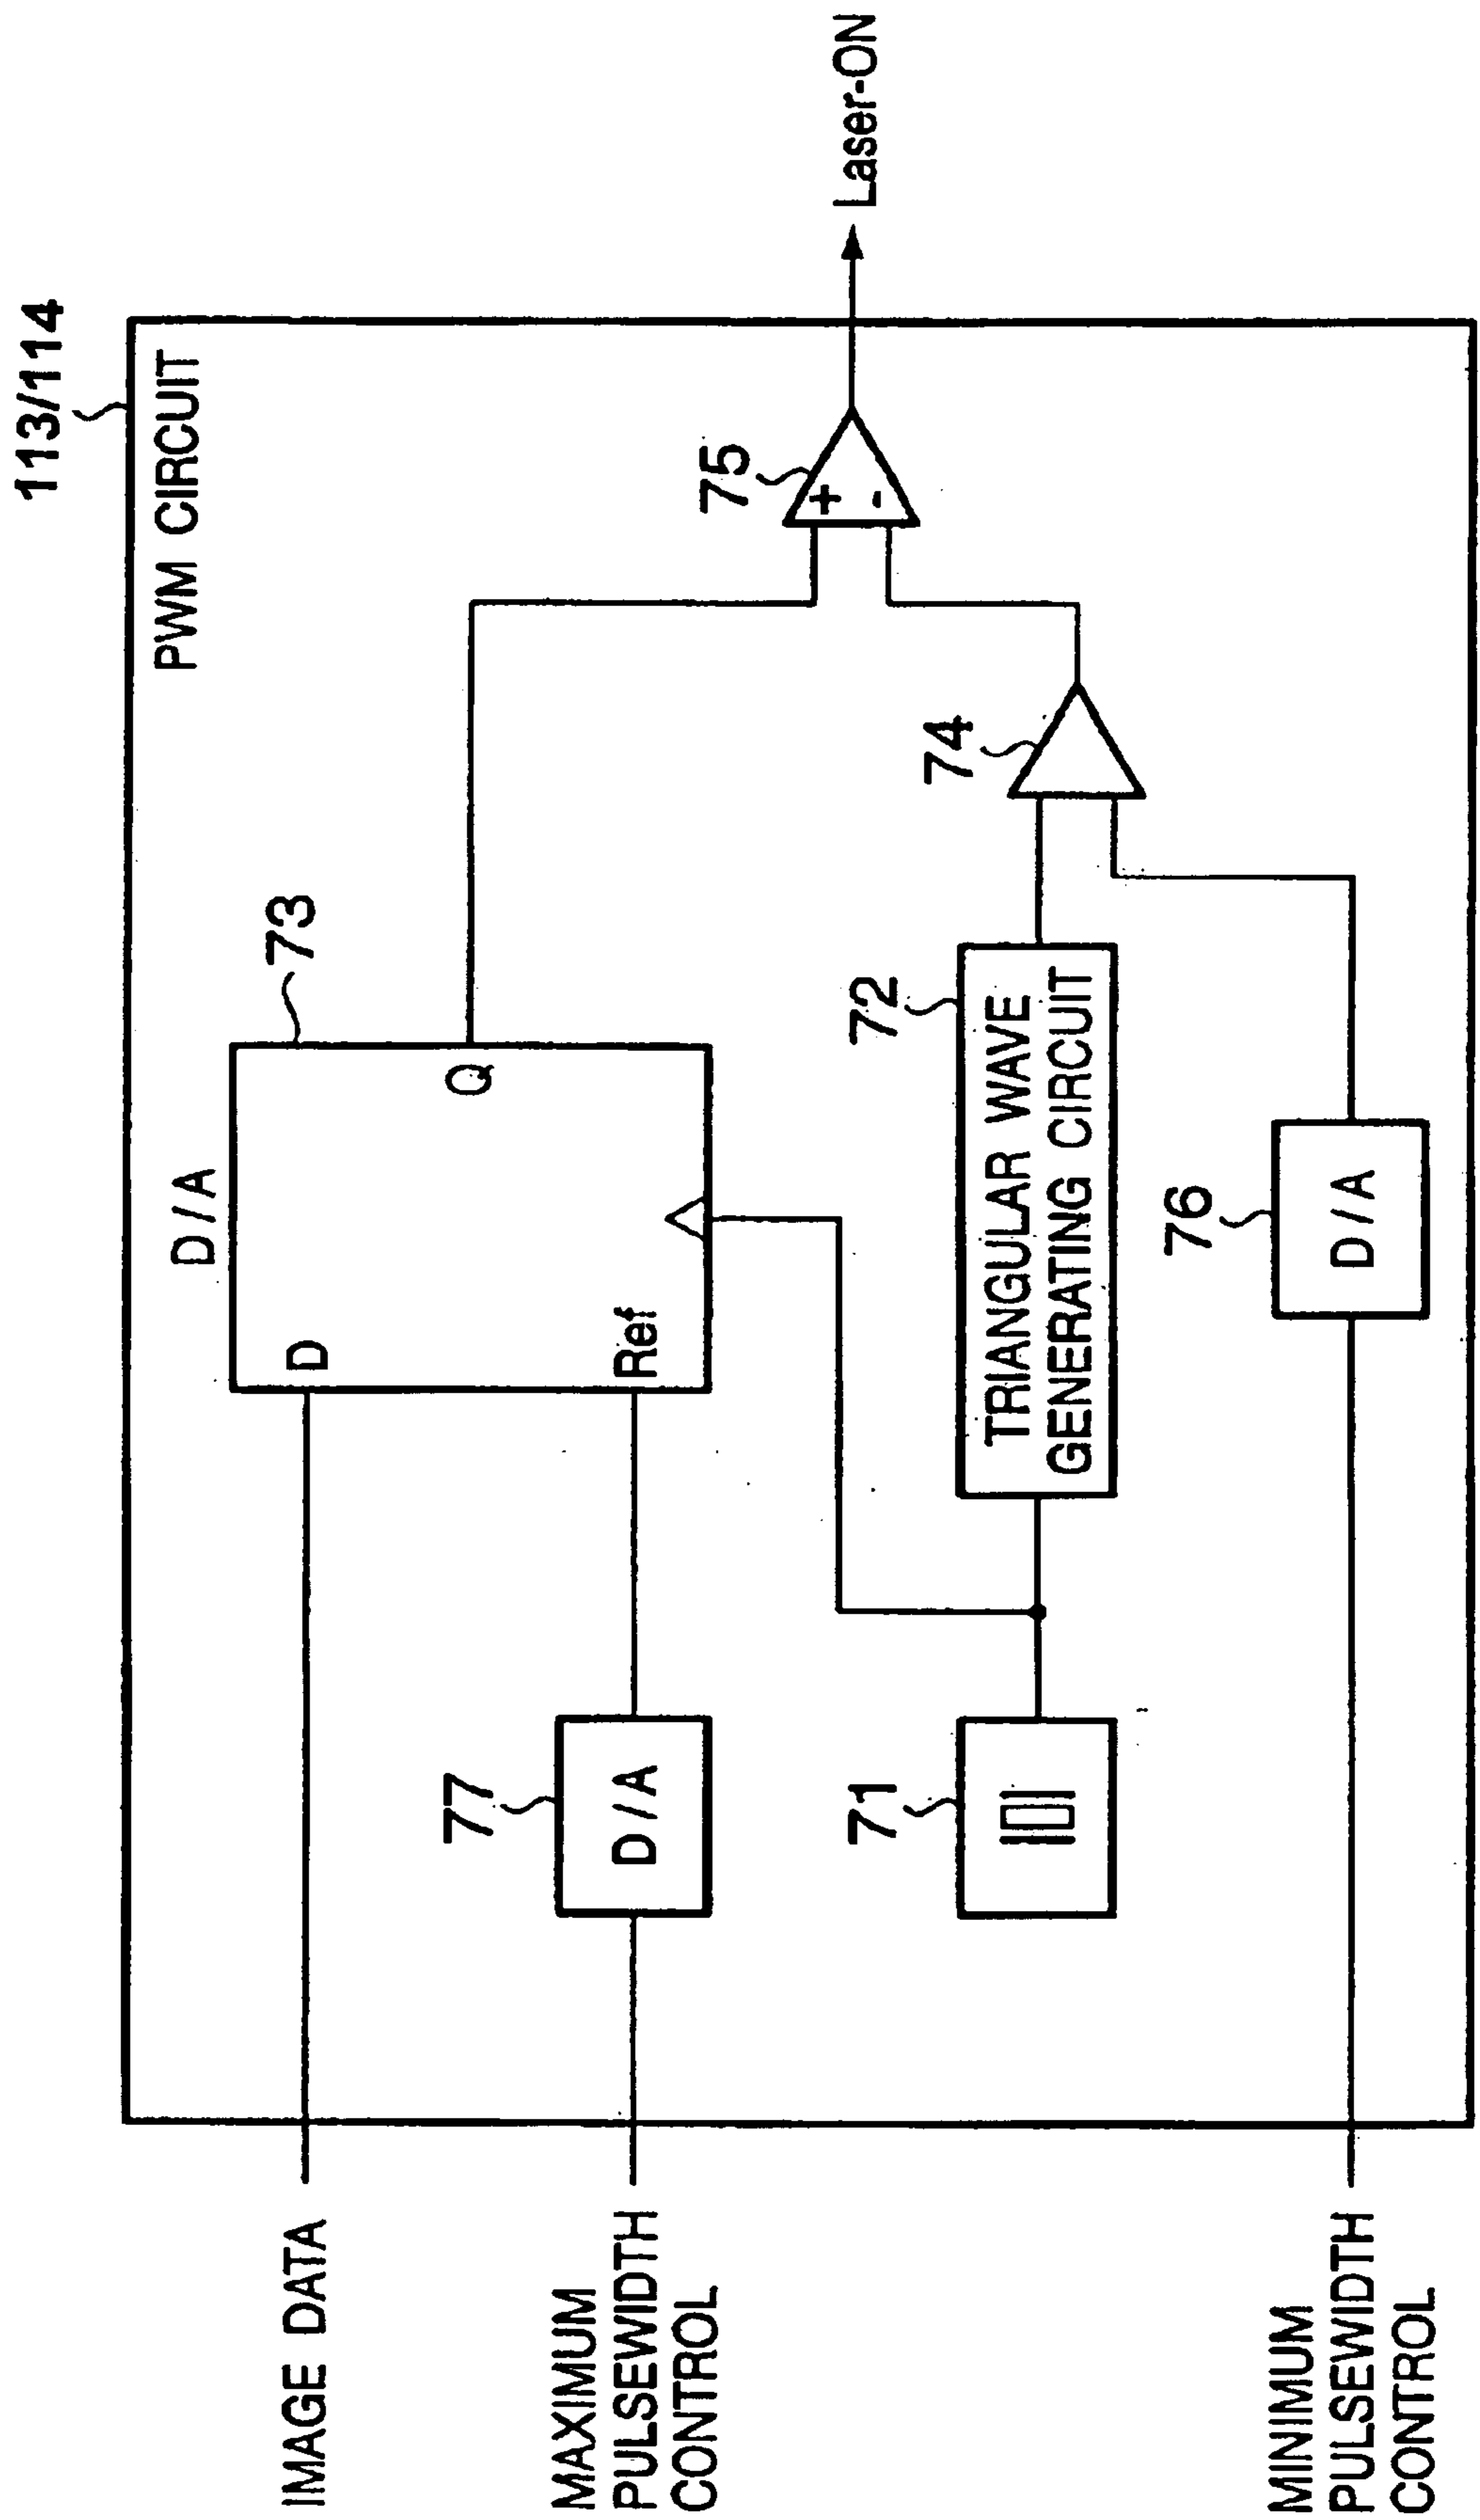 113/114
PWM CIRCUIT
IMAGE DATA
D/A
73
D
Q
Ref
MAXIMUM
PULSEWIDTH
CONTROL
77
D/A
75
+
-
Laser-ON
74
71
72
TRIANGULAR WAVE
GENERATING CIRCUIT
76
D/A
MINIMUM
PULSEWIDTH
CONTROL